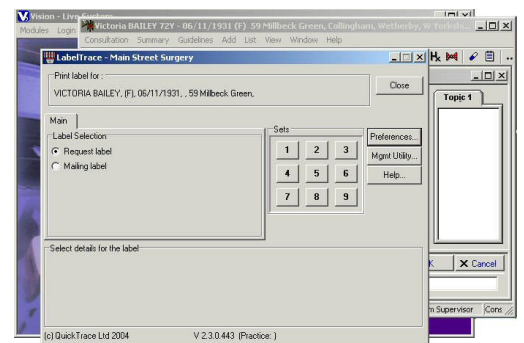 Vision - Live System
Victoria BAILEY 72Y - 06/11/1931 (F) 59 Millbeck Green, Collingham, Wetherby, W Yorksh...
Modules Login
Consultation Summary Guidelines Add List View Window Help
LabelTrace - Main Street Surgery
Print label for :
VICTORIA BAILEY, (F), 06/11/1931, , 59 Millbeck Green,
Close
Topic 1
Main
Label Selection
Request label
Mailing label
Sets
1 2 3
4 5 6
7 8 9
Preferences...
Mgmt Utility...
Help...
Select details for the label
K Cancel
m Supervisor Cons
(c) QuickTrace Ltd 2004 V 2.3.0.443 (Practice: )